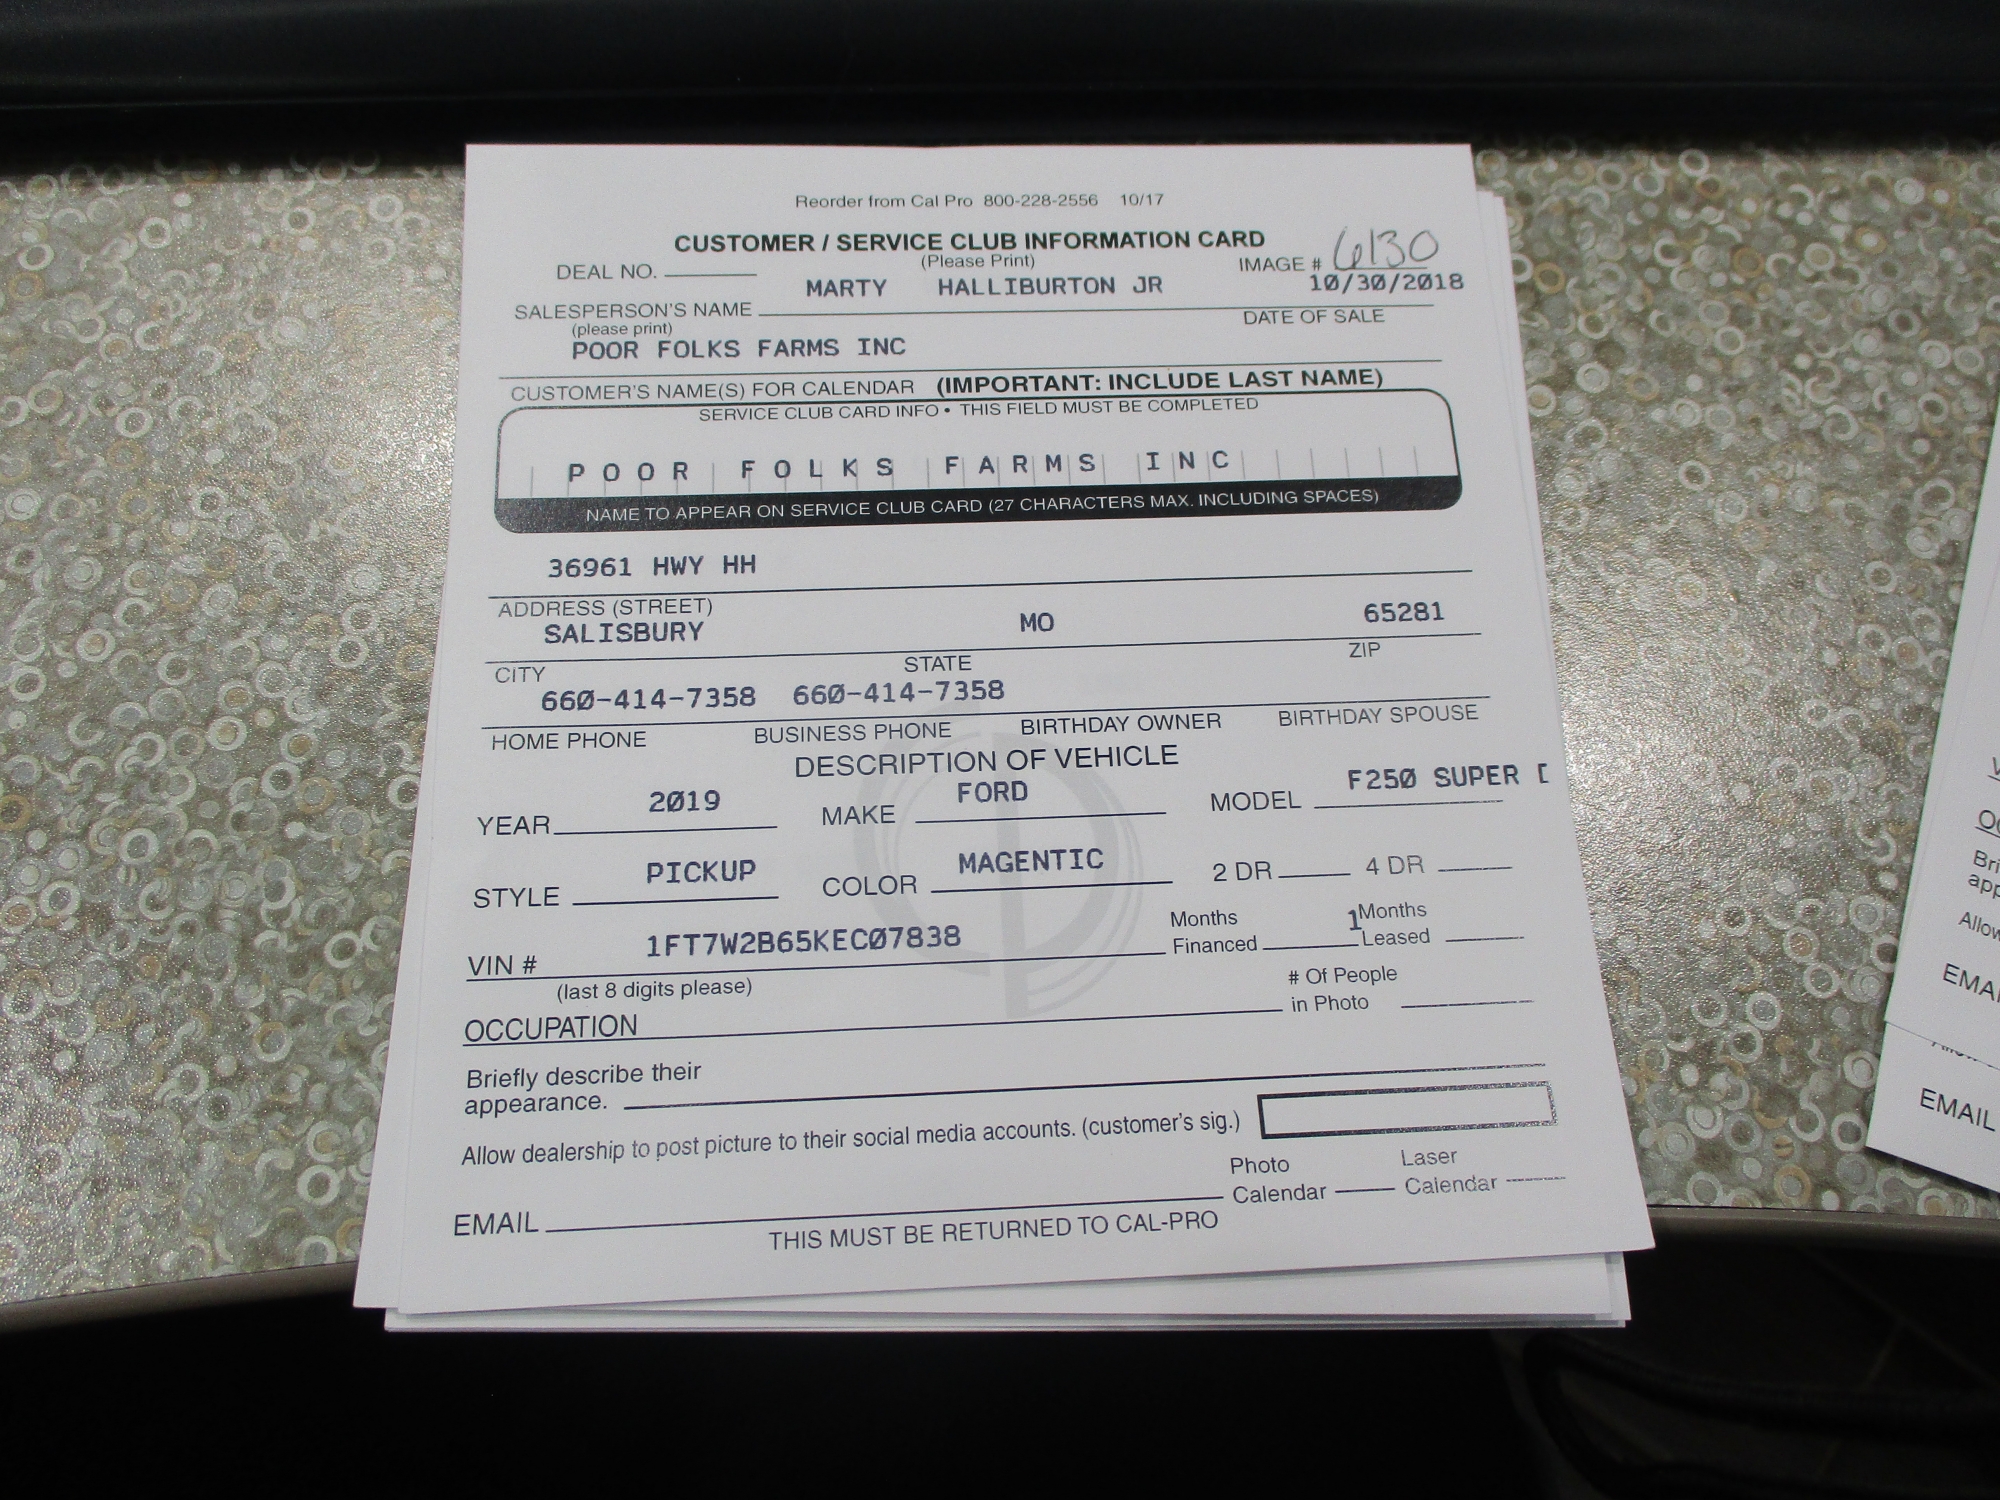 Reorder from Cal Pro 800-228-2556 10/17
CUSTOMER / SERVICE CLUB INFORMATION CARD
(Please Print)
DEAL NO.
IMAGE # 6130
MARTY HALLIBURTON JR 10/30/2018
SALESPERSON'S NAME DATE OF SALE
(please print)
POOR FOLKS FARMS INC
CUSTOMER'S NAME(S) FOR CALENDAR (IMPORTANT: INCLUDE LAST NAME)
SERVICE CLUB CARD INFO • THIS FIELD MUST BE COMPLETED
POOR FOLKS FARMS INC
NAME TO APPEAR ON SERVICE CLUB CARD (27 CHARACTERS MAX. INCLUDING SPACES)
36961 HWY HH
ADDRESS (STREET)
SALISBURY MO 65281
CITY STATE ZIP
660-414-7358 660-414-7358
HOME PHONE BUSINESS PHONE BIRTHDAY OWNER BIRTHDAY SPOUSE
DESCRIPTION OF VEHICLE
YEAR 2019 MAKE FORD MODEL F250 SUPER
STYLE PICKUP COLOR MAGENTIC 2 DR 4 DR
VIN # 1FT7W2B65KEC07838 Months Financed 1 Months Leased
(last 8 digits please)
# Of People in Photo
OCCUPATION
Briefly describe their
appearance.
Allow dealership to post picture to their social media accounts. (customer's sig.)
EMAIL Photo Calendar Laser Calendar
THIS MUST BE RETURNED TO CAL-PRO
EMAIL